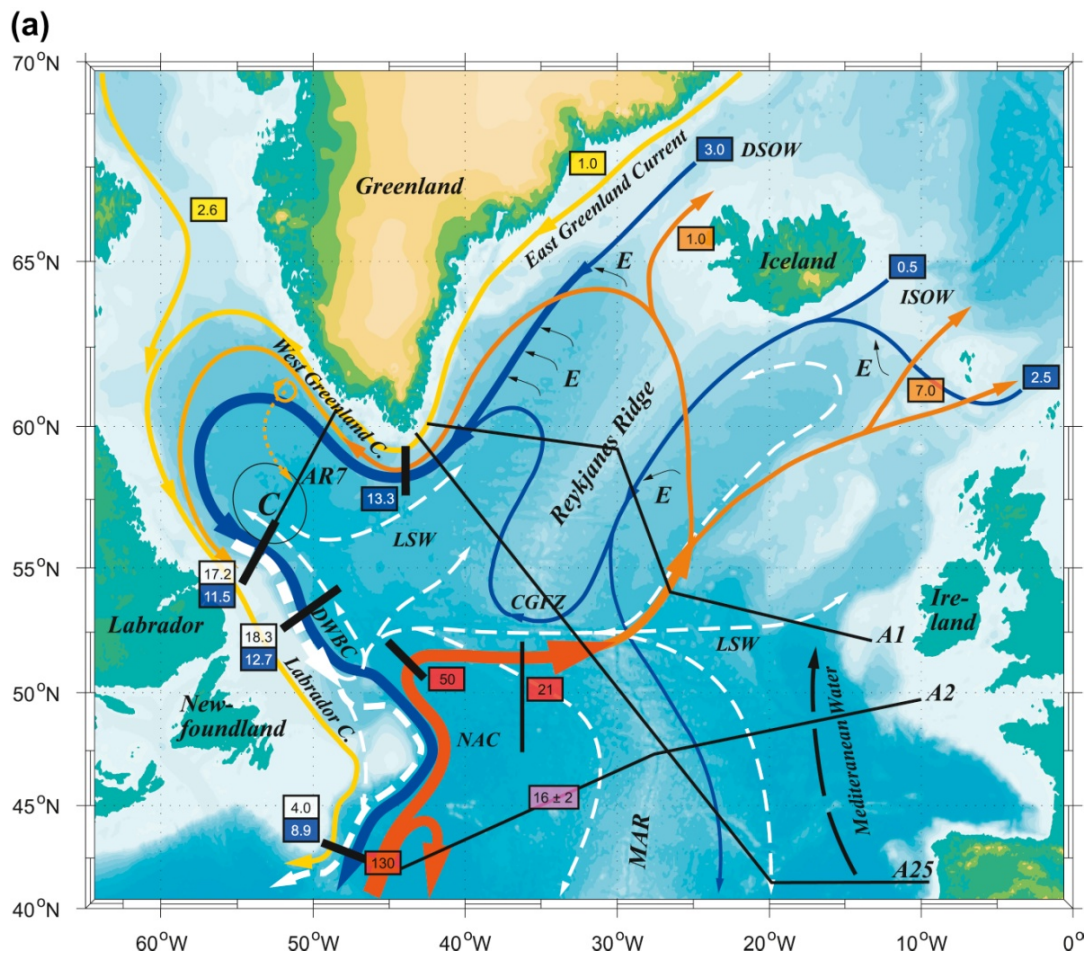 (a)
70°N
65°N
60°N
55°N
50°N
45°N
40°N
60°W
50°W
40°W
30°W
20°W
10°W
0°
Greenland
1.0
3.0
DSOW
2.6
East Greenland Current
1.0
Iceland
E
0.5
ISOW
West Greenland C.
E
E
7.0
2.5
AR7
C
13.3
Reykjanes Ridge
E
LSW
17.2
11.5
Labrador
CGFZ
Ire-
land
18.3
12.7
DWBC
LSW
A1
Labrador C.
50
21
A2
New-
foundland
NAC
Mediteranean Water
4.0
8.9
16 ± 2
130
MAR
A25